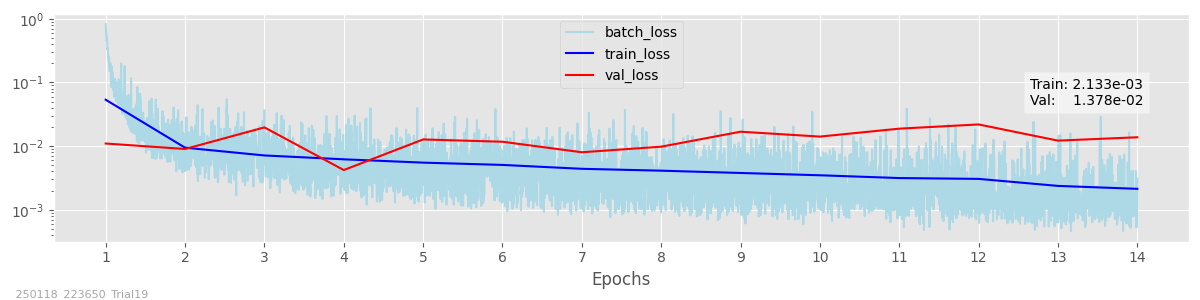 10⁰
10⁻¹
10⁻²
10⁻³
batch_loss
train_loss
val_loss
Train: 2.133e-03
Val: 1.378e-02
1 2 3 4 5 6 7 8 9 10 11 12 13 14
Epochs
250118_223650_Trial19